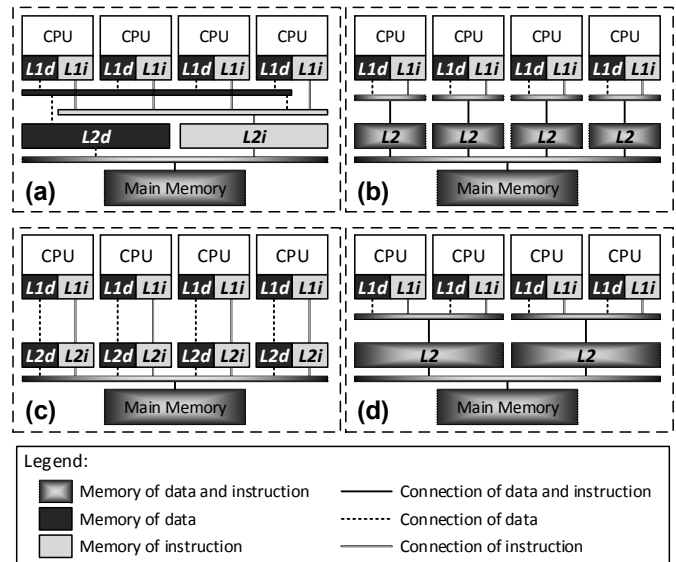 CPU CPU CPU CPU
L1d L1i L1d L1i L1d L1i L1d L1i
L2d L2i
Main Memory
(a)
CPU CPU CPU CPU
L1d L1i L1d L1i L1d L1i L1d L1i
L2 L2 L2 L2
Main Memory
(b)
CPU CPU CPU CPU
L1d L1i L1d L1i L1d L1i L1d L1i
L2d L2i L2d L2i L2d L2i L2d L2i
Main Memory
(c)
CPU CPU CPU CPU
L1d L1i L1d L1i L1d L1i L1d L1i
L2 L2
Main Memory
(d)
Legend:
Memory of data and instruction
Connection of data and instruction
Memory of data
Connection of data
Memory of instruction
Connection of instruction